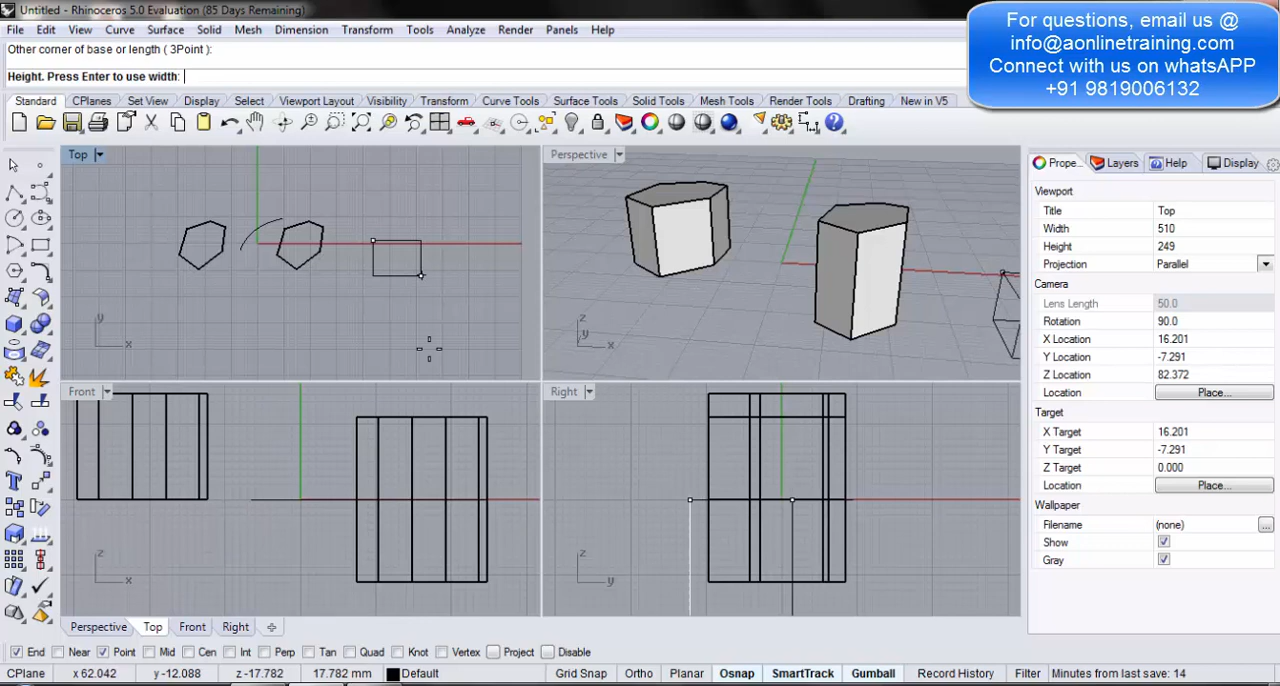 Untitled - Rhinoceros 5.0 Evaluation (85 Days Remaining)
For questions, email us @
info@aonlinetraining.com
Connect with us on whatsAPP
+91 9819006132
File Edit View Curve Surface Solid Mesh Dimension Transform Tools Analyze Render Panels Help
Other corner of base or length ( 3Point ):
Height. Press Enter to use width:
Standard CPlanes Set View Display Select Viewport Layout Visibility Transform Curve Tools Surface Tools Solid Tools Mesh Tools Render Tools Drafting New in V5
Top
y
x
Perspective
z
y
x
Front
z
x
Right
z
y
Prope... Layers Help Display
Viewport
Title Top
Width 510
Height 249
Projection Parallel
Camera
Lens Length 50.0
Rotation 90.0
X Location 16.201
Y Location -7.291
Z Location 82.372
Location Place...
Target
X Target 16.201
Y Target -7.291
Z Target 0.000
Location Place...
Wallpaper
Filename (none) ...
Show
Gray
Perspective Top Front Right
End Near Point Mid Cen Int Perp Tan Quad Knot Vertex Project Disable
CPlane x 62.042 y -12.088 z -17.782 17.782 mm Default Grid Snap Ortho Planar Osnap SmartTrack Gumball Record History Filter Minutes from last save: 14